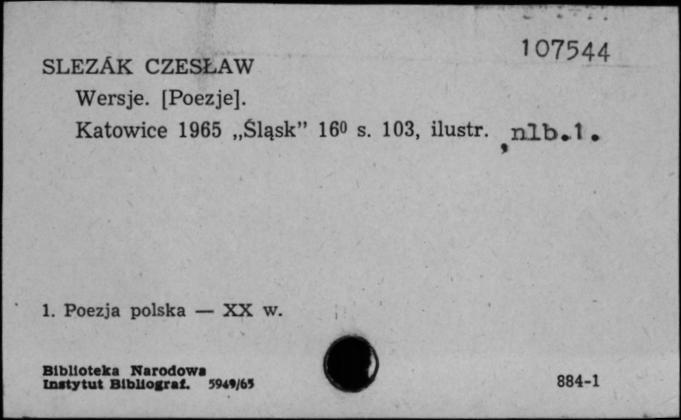 107544
SLEZÁK CZESŁAW
Wersje. [Poezje].
Katowice 1965 „Śląsk” 16⁰ s. 103, ilustr. ,nlb.1.
1. Poezja polska — XX w.
Biblioteka Narodowa
Instytut Bibliograf. 5949/65
884-1